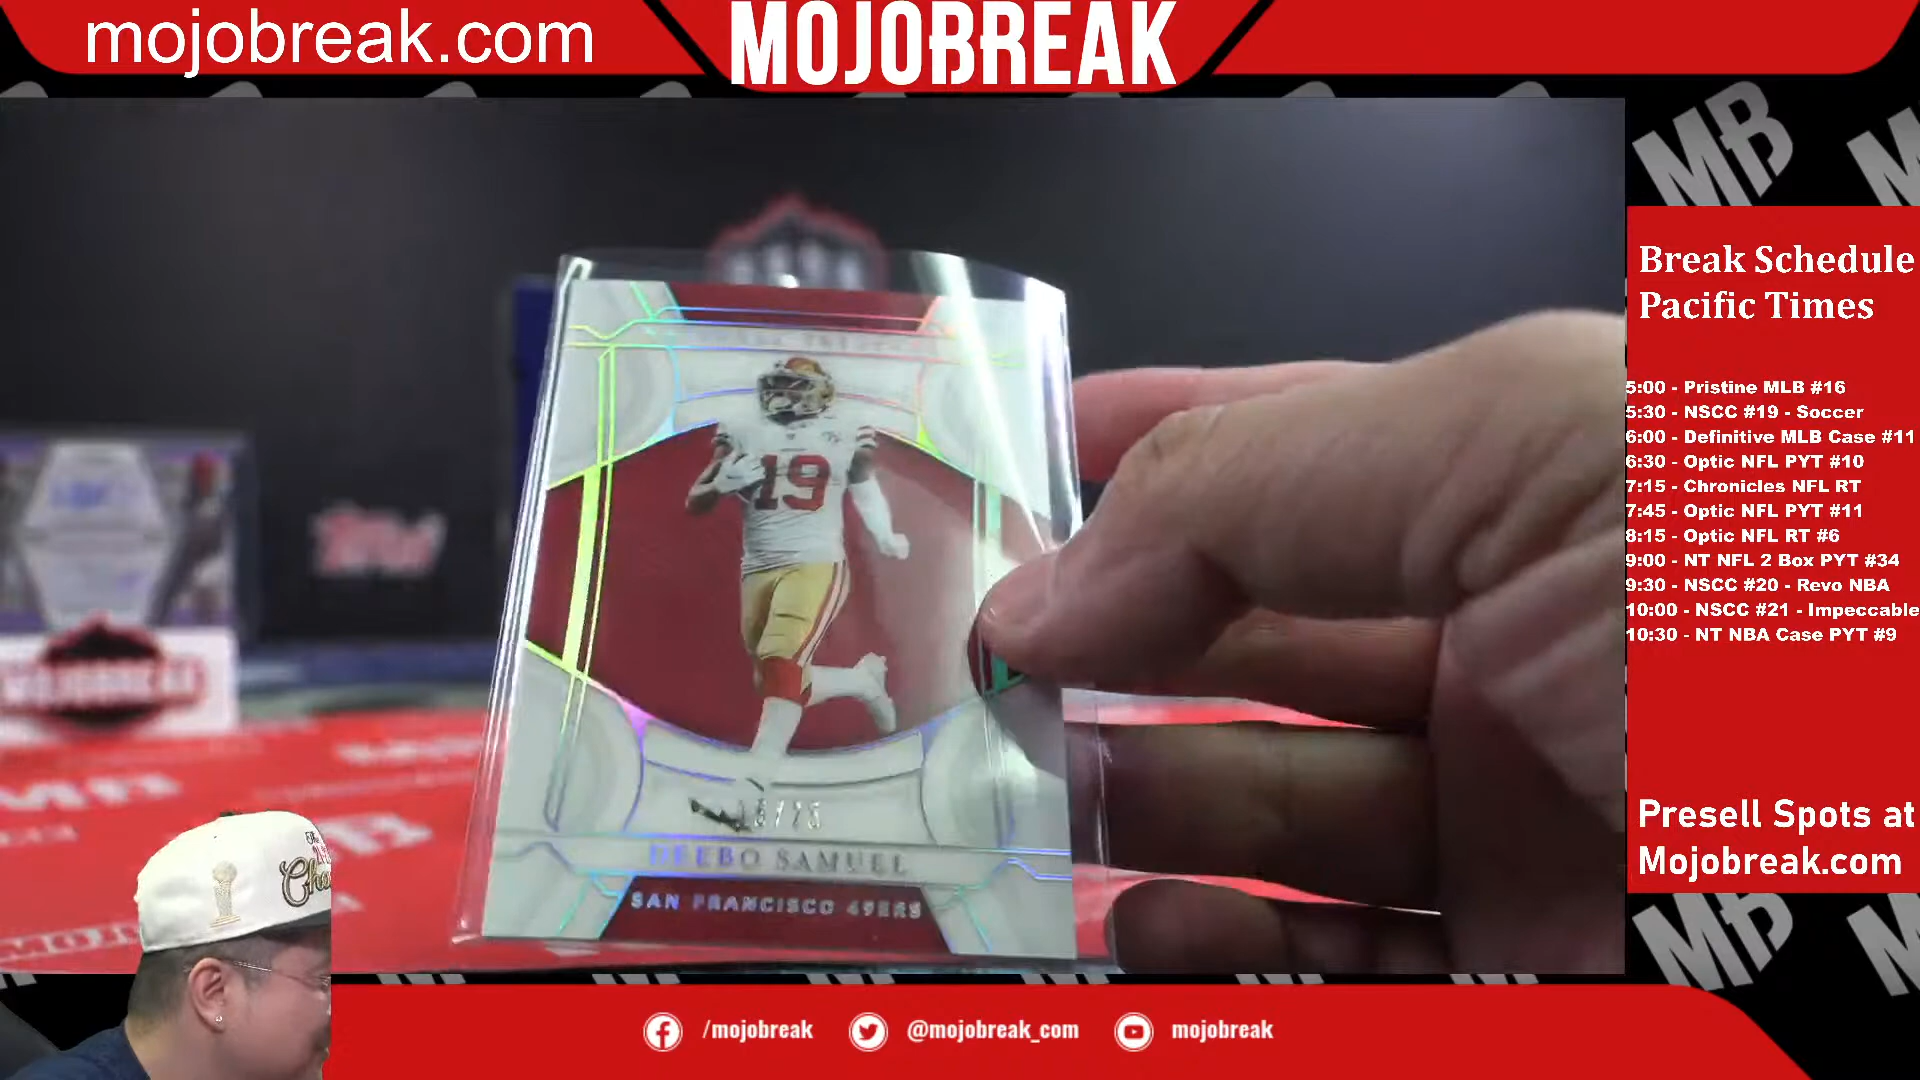 mojobreak.com
MOJOBREAK
Break Schedule
Pacific Times
5:00 - Pristine MLB #16
5:30 - NSCC #19 - Soccer
6:00 - Definitive MLB Case #11
6:30 - Optic NFL PYT #10
7:15 - Chronicles NFL RT
7:45 - Optic NFL PYT #11
8:15 - Optic NFL RT #6
9:00 - NT NFL 2 Box PYT #34
9:30 - NSCC #20 - Revo NBA
10:00 - NSCC #21 - Impeccable
10:30 - NT NBA Case PYT #9
Presell Spots at
Mojobreak.com
MB
19
DEEBO SAMUEL
SAN FRANCISCO 49ERS
Topps
MOJOBREAK
/mojobreak
@mojobreak_com
mojobreak